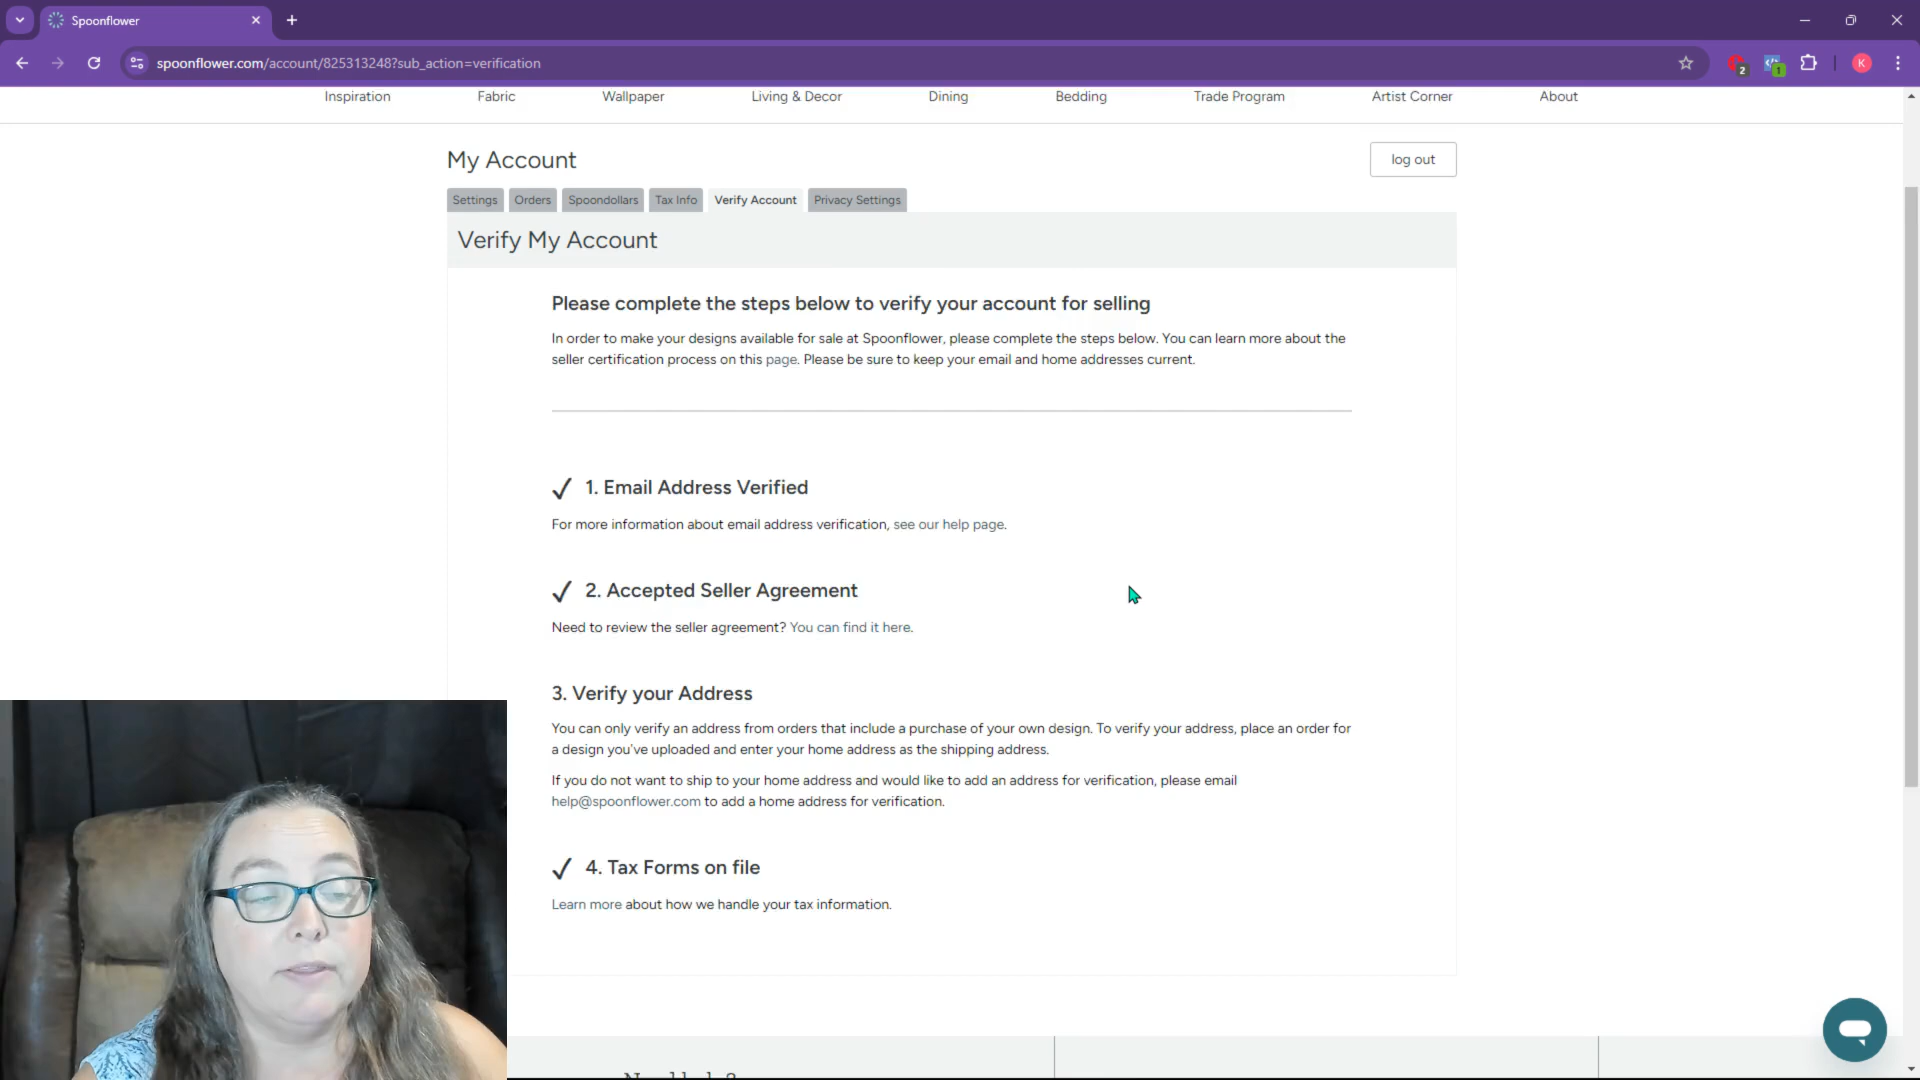 Spoonflower
spoonflower.com/account/825313248?sub_action=verification
2
1
K
Inspiration Fabric Wallpaper Living & Decor Dining Bedding Trade Program Artist Corner About
My Account
log out
Settings Orders Spoondollars Tax Info Verify Account Privacy Settings
Verify My Account
Please complete the steps below to verify your account for selling
In order to make your designs available for sale at Spoonflower, please complete the steps below. You can learn more about the
seller certification process on this page. Please be sure to keep your email and home addresses current.
1. Email Address Verified
For more information about email address verification, see our help page.
2. Accepted Seller Agreement
Need to review the seller agreement? You can find it here.
3. Verify your Address
You can only verify an address from orders that include a purchase of your own design. To verify your address, place an order for
a design you've uploaded and enter your home address as the shipping address.
If you do not want to ship to your home address and would like to add an address for verification, please email
help@spoonflower.com to add a home address for verification.
4. Tax Forms on file
Learn more about how we handle your tax information.